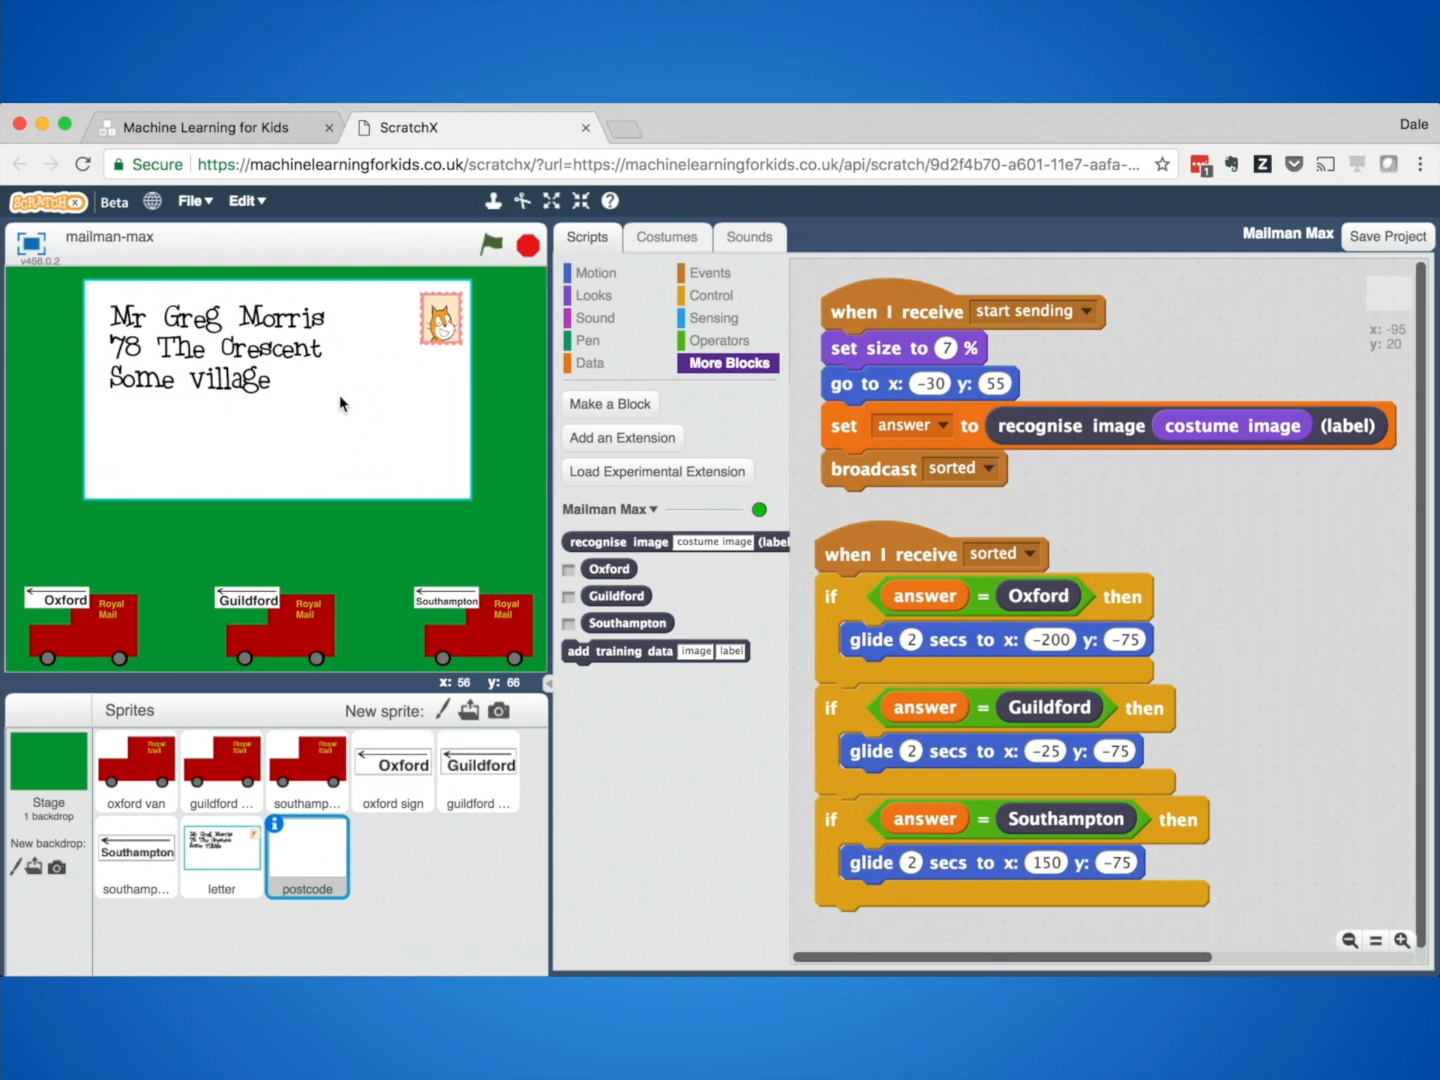 Machine Learning for Kids
ScratchX
Dale
Secure
https://machinelearningforkids.co.uk/scratchx/?url=https://machinelearningforkids.co.uk/api/scratch/9d2f4b70-a601-11e7-aafa-...
SCRATCHX Beta File Edit
mailman-max
v456.0.2
Mr Greg Morris
78 The Crescent
Some village
Oxford
Royal
Mail
Guildford
Royal
Mail
Southampton
Royal
Mail
x: 56 y: 66
Sprites
New sprite:
Stage
1 backdrop
New backdrop:
oxford van
guildford ...
southamp...
Oxford
oxford sign
Guildford
guildford ...
Southampton
southamp...
letter
postcode
Scripts
Costumes
Sounds
Mailman Max
Save Project
Motion
Looks
Sound
Pen
Data
Events
Control
Sensing
Operators
More Blocks
Make a Block
Add an Extension
Load Experimental Extension
Mailman Max
recognise image costume image (label
Oxford
Guildford
Southampton
add training data image label
x: -95
y: 20
when I receive start sending
set size to 7 %
go to x: -30 y: 55
set answer to recognise image costume image (label)
broadcast sorted
when I receive sorted
if answer = Oxford then
glide 2 secs to x: -200 y: -75
if answer = Guildford then
glide 2 secs to x: -25 y: -75
if answer = Southampton then
glide 2 secs to x: 150 y: -75